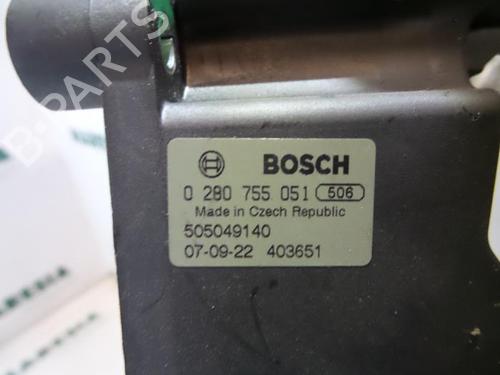 BOSCH
0 280 755 051 506
Made in Czech Republic
505049140
07-09-22 403651
B-PARTS